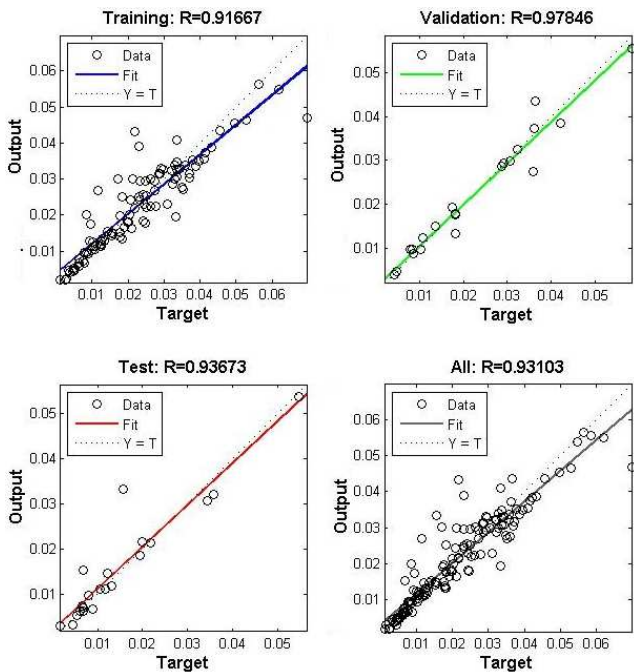 Training: R=0.91667
Data
Fit
Y = T
Output
0.06
0.05
0.04
0.03
0.02
0.01
0.01 0.02 0.03 0.04 0.05 0.06
Target
Validation: R=0.97846
Data
Fit
Y = T
Output
0.05
0.04
0.03
0.02
0.01
0.01 0.02 0.03 0.04 0.05
Target
Test: R=0.93673
Data
Fit
Y = T
Output
0.05
0.04
0.03
0.02
0.01
0.01 0.02 0.03 0.04 0.05
Target
All: R=0.93103
Data
Fit
Y = T
Output
0.07
0.06
0.05
0.04
0.03
0.02
0.01
0.01 0.02 0.03 0.04 0.05 0.06
Target